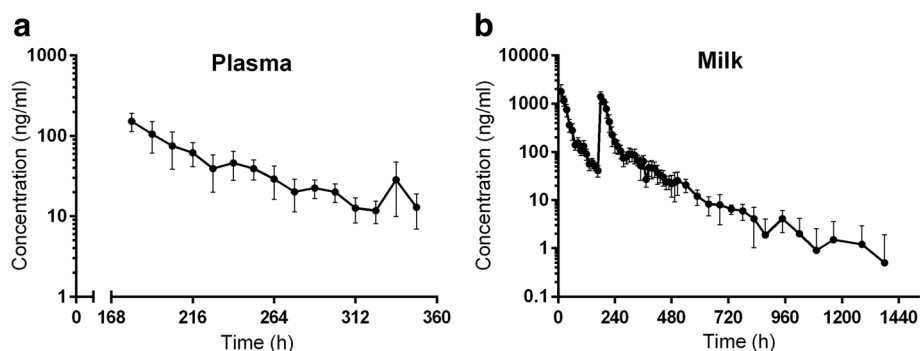 a
Plasma
1000
100
10
1
Concentration (ng/ml)
0 168 216 264 312 360
Time (h)
b
Milk
10000
1000
100
10
1
0.1
Concentration (ng/ml)
0 240 480 720 960 1200 1440
Time (h)